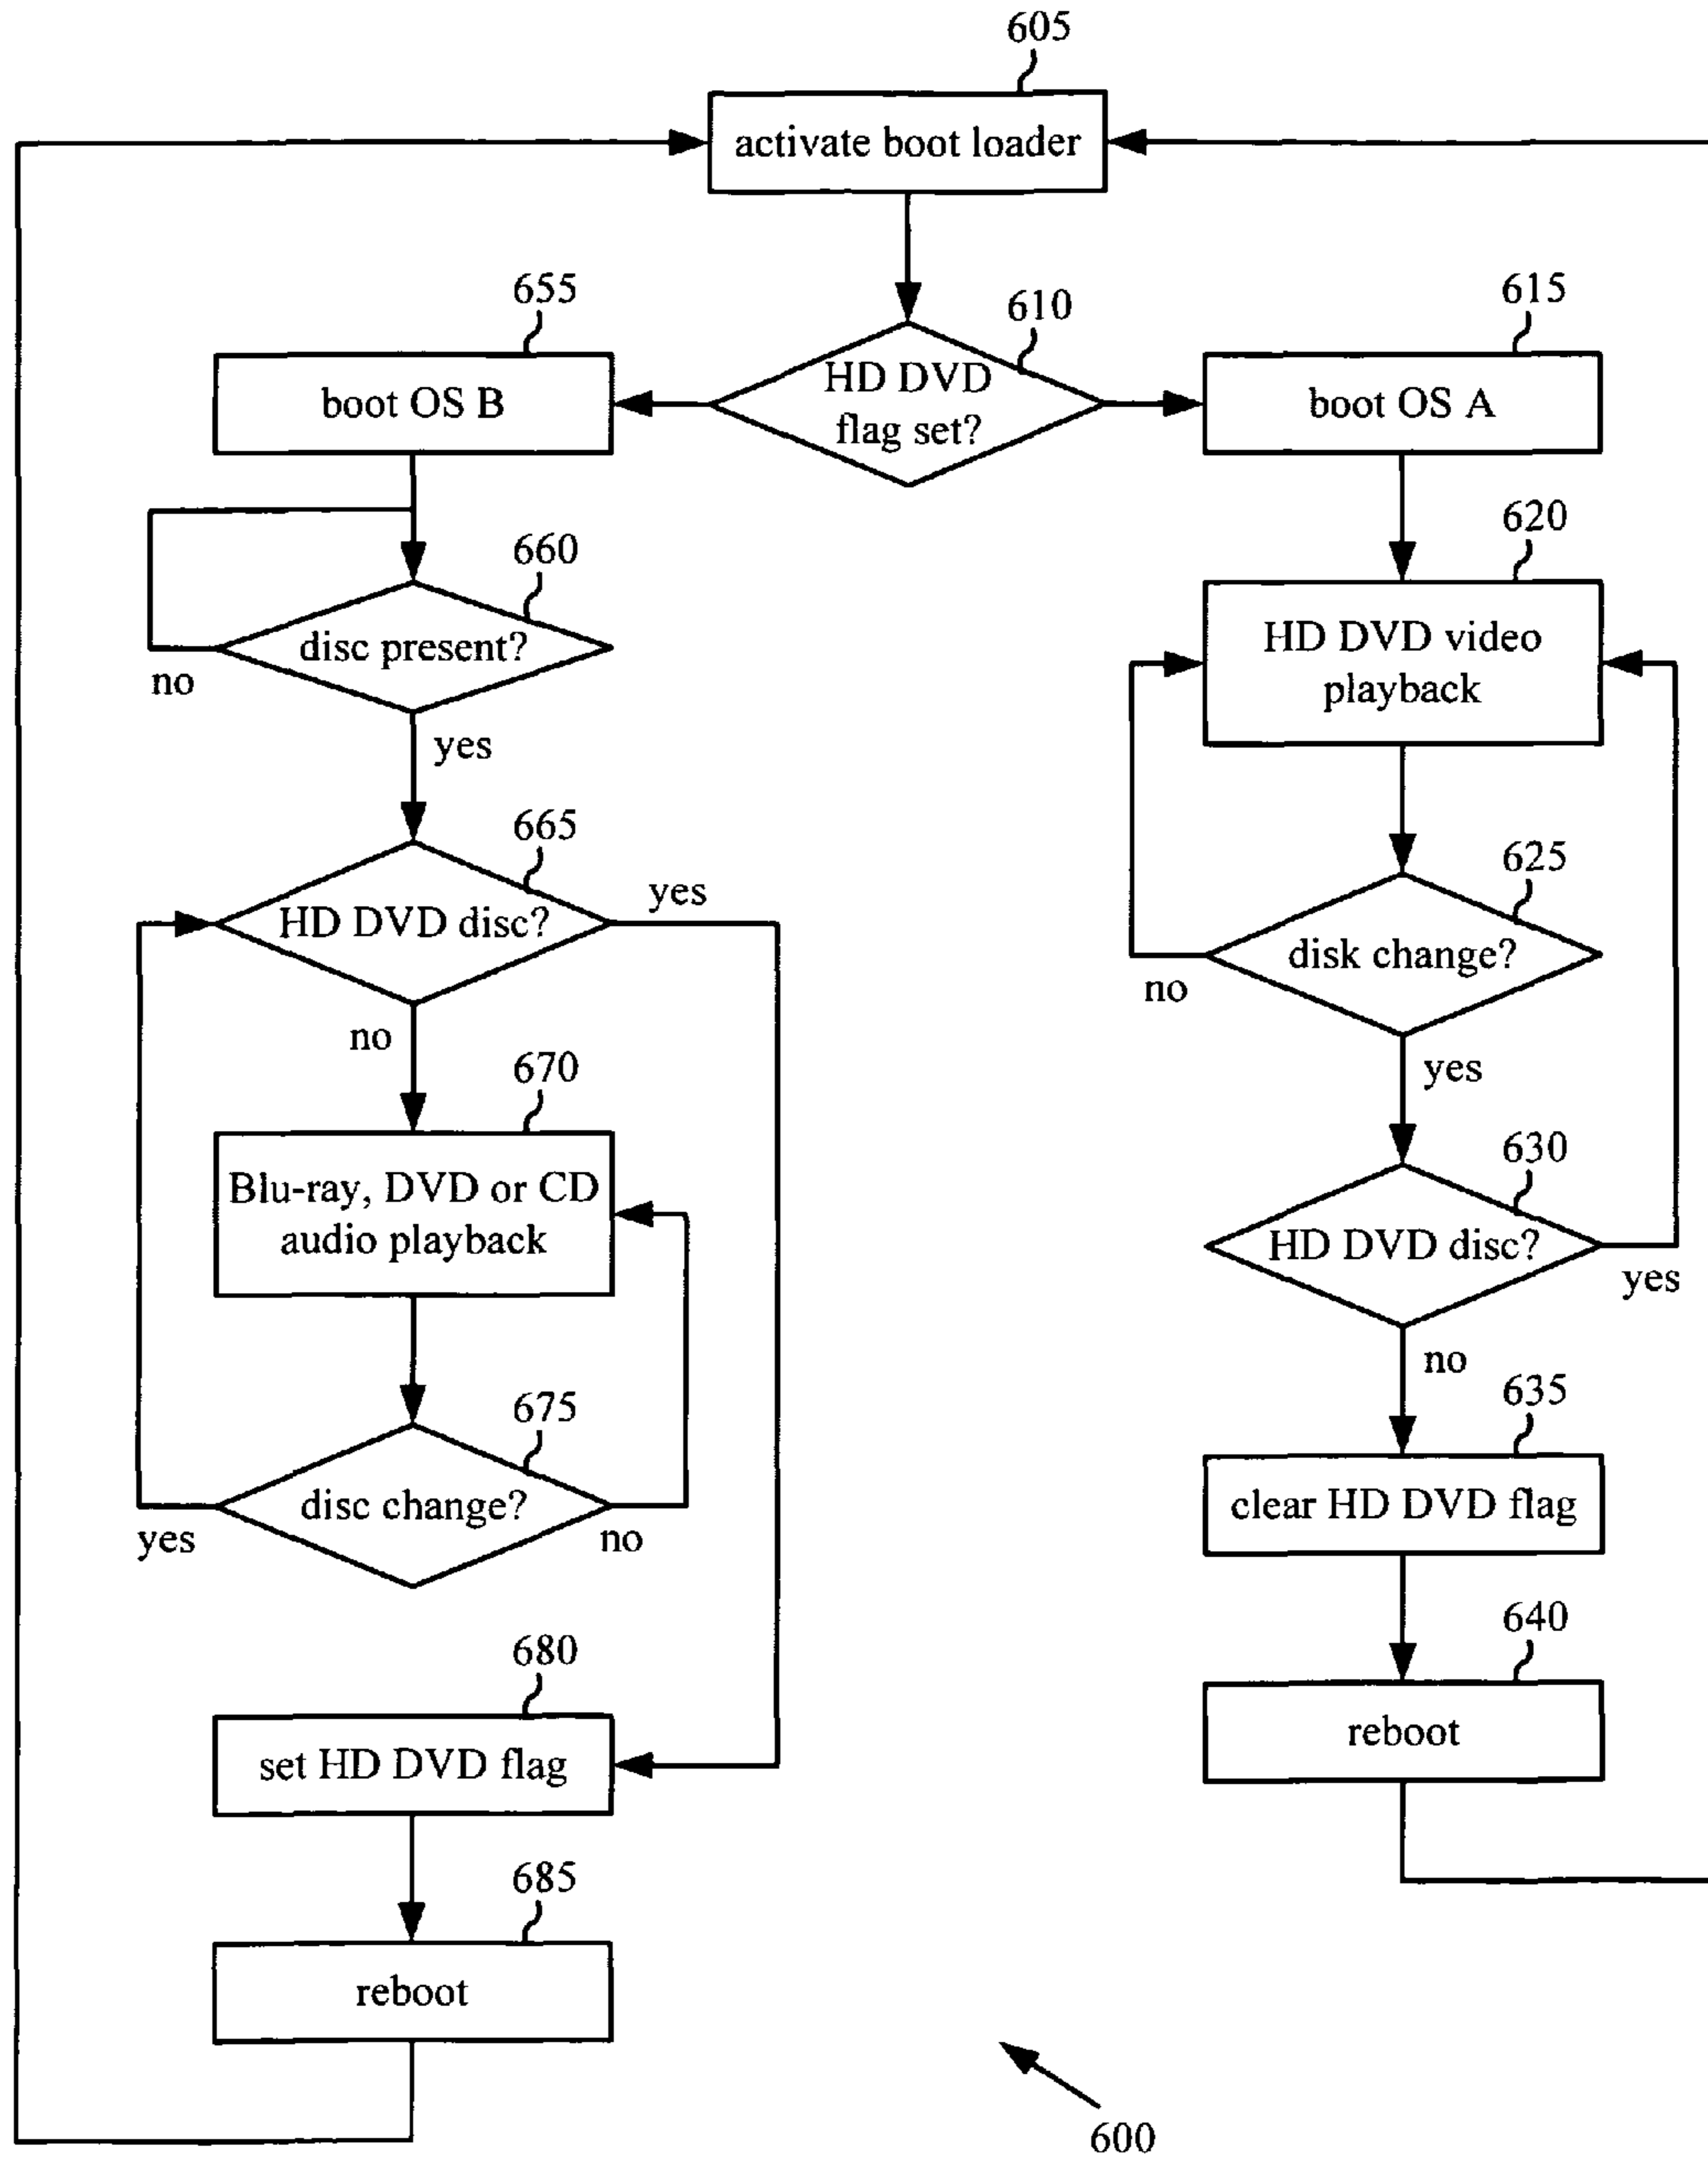 605
activate boot loader
610
HD DVD
flag set?
655
boot OS B
615
boot OS A
660
disc present?
no
yes
665
HD DVD disc?
yes
no
670
Blu-ray, DVD or CD
audio playback
675
disc change?
yes
no
680
set HD DVD flag
685
reboot
620
HD DVD video
playback
625
disk change?
no
yes
630
HD DVD disc?
yes
no
635
clear HD DVD flag
640
reboot
600